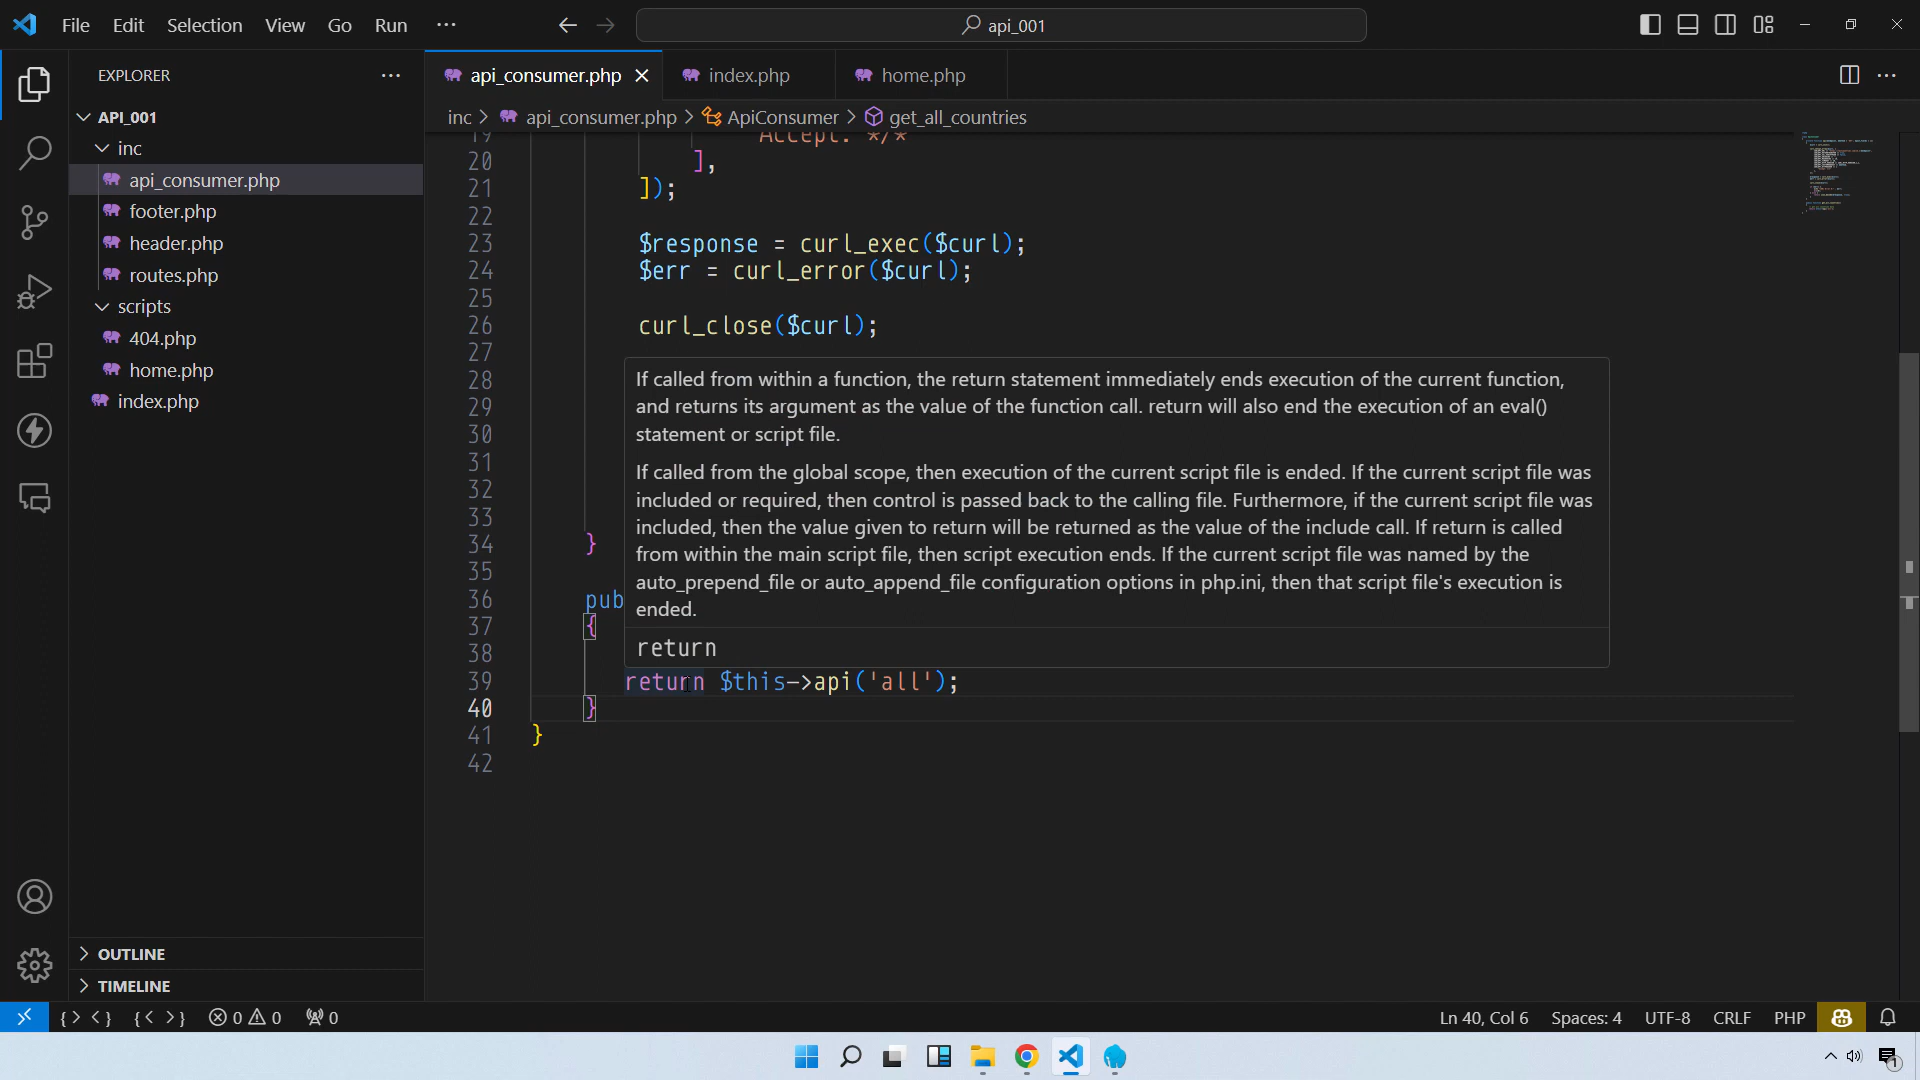 File Edit Selection View Go Run ···
api_001
EXPLORER ···
API_001
inc
api_consumer.php
footer.php
header.php
routes.php
scripts
404.php
home.php
index.php
OUTLINE
TIMELINE
api_consumer.php index.php home.php
inc > api_consumer.php > ApiConsumer > get_all_countries
19 "Accept: */*"
20 ],
21 ]);
22
23 $response = curl_exec($curl);
24 $err = curl_error($curl);
25
26 curl_close($curl);
27
28
29
30
31
32
33
34 }
35
36 pub
37 {
38
39 return $this->api('all');
40 }
41 }
42
If called from within a function, the return statement immediately ends execution of the current function,
and returns its argument as the value of the function call. return will also end the execution of an eval()
statement or script file.
If called from the global scope, then execution of the current script file is ended. If the current script file was
included or required, then control is passed back to the calling file. Furthermore, if the current script file was
included, then the value given to return will be returned as the value of the include call. If return is called
from within the main script file, then script execution ends. If the current script file was named by the
auto_prepend_file or auto_append_file configuration options in php.ini, then that script file's execution is
ended.
return
0 0 0
Ln 40, Col 6 Spaces: 4 UTF-8 CRLF PHP
1